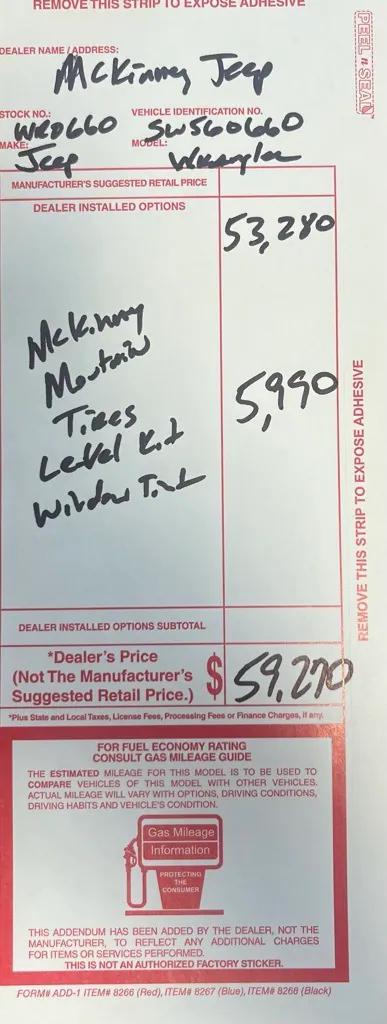 REMOVE THIS STRIP TO EXPOSE ADHESIVE
PEEL n SEAL
DEALER NAME / ADDRESS:
McKinney Jeep
STOCK NO.: VEHICLE IDENTIFICATION NO.
SW560660
MAKE: MODEL:
Jeep Wrangler
MANUFACTURER'S SUGGESTED RETAIL PRICE
DEALER INSTALLED OPTIONS
53,280
McKinney
Mountain
Tires
Level Kit
Window Tint
5,990
REMOVE THIS STRIP TO EXPOSE ADHESIVE
DEALER INSTALLED OPTIONS SUBTOTAL
*Dealer's Price
(Not The Manufacturer's
Suggested Retail Price.)
$ 59,270
*Plus State and Local Taxes, License Fees, Processing Fees or Finance Charges, if any.
FOR FUEL ECONOMY RATING
CONSULT GAS MILEAGE GUIDE
THE ESTIMATED MILEAGE FOR THIS MODEL IS TO BE USED TO
COMPARE VEHICLES OF THIS MODEL WITH OTHER VEHICLES.
ACTUAL MILEAGE WILL VARY WITH OPTIONS, DRIVING CONDITIONS,
DRIVING HABITS AND VEHICLE'S CONDITION.
Gas Mileage
Information
PROTECTING
THE
CONSUMER
THIS ADDENDUM HAS BEEN ADDED BY THE DEALER, NOT THE
MANUFACTURER, TO REFLECT ANY ADDITIONAL CHARGES
FOR ITEMS OR SERVICES PERFORMED.
THIS IS NOT AN AUTHORIZED FACTORY STICKER.
FORM# ADD-1 ITEM# 8266 (Red), ITEM# 8267 (Blue), ITEM# 8268 (Black)